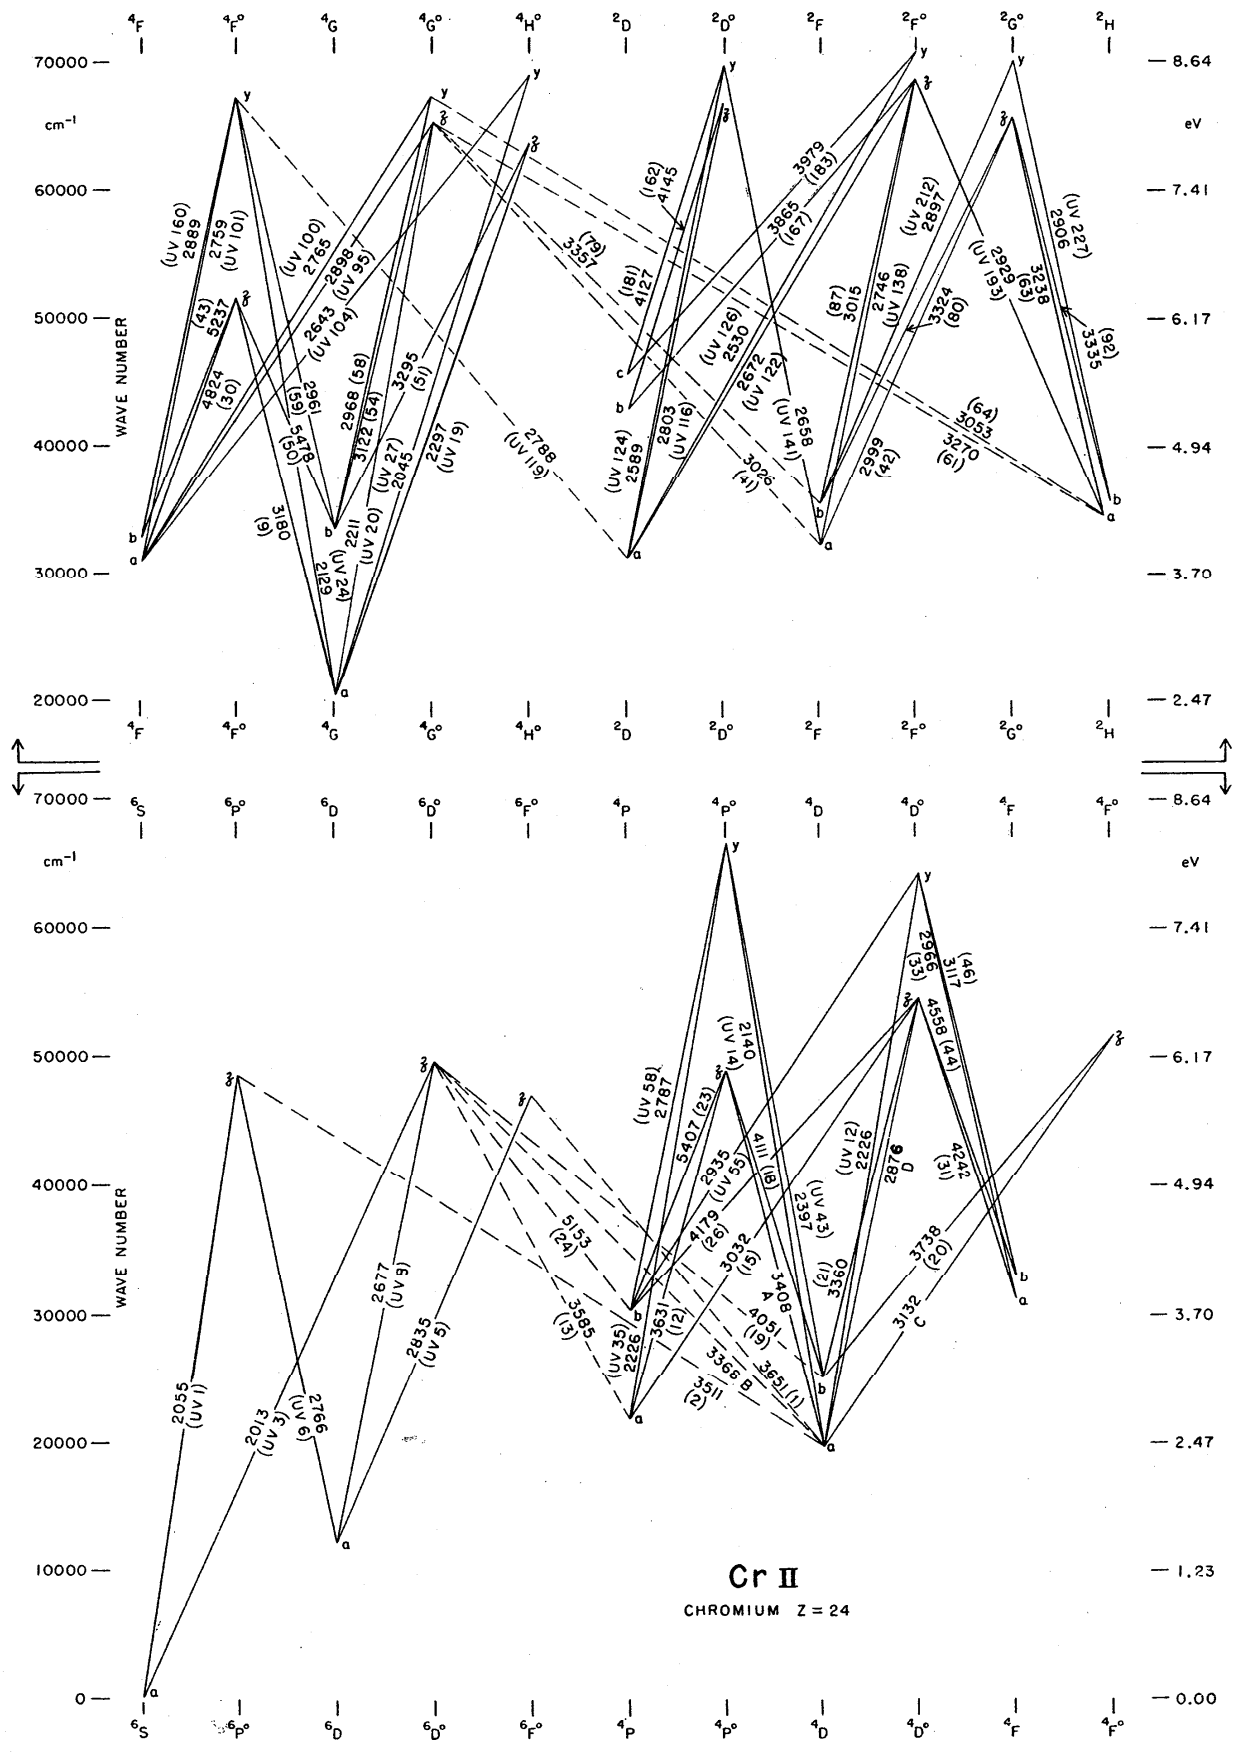 ⁴F ⁴F° ⁴G ⁴G° ⁴H° ²D ²D° ²F ²F° ²G° ²H
70000 8.64
cm⁻¹ eV
60000 7.41
50000 6.17
40000 4.94
30000 3.70
20000 2.47
WAVE NUMBER
y
z
b
a
y
z
y
z
b
a
y
z
c
b
a
y
z
b
a
y
z
b
a
(UV 160)
2889
2759
(UV 101)
(43)
5237
4824
(30)
(UV 100)
2765
2898
(UV 95)
2643
(UV 104)
2961
(59)
5478
(50)
3180
(9)
2129
(UV 24)
2211
(UV 20)
2045
(UV 27)
2968 (58)
3122 (54)
3295
(51)
2297
(UV 19)
2788
(UV 119)
(79)
3357
3026
(41)
(64)
3053
3270
(61)
(162)
4145
(181)
4127
(UV 124)
2589
2803
(UV 116)
(UV 126)
2530
2672
(UV 122)
2658
(UV 141)
3979
(183)
3865
(167)
(87)
3015
2746
(UV 138)
(UV 212)
2897
3324
(80)
2999
(42)
2929
(UV 193)
3238
(63)
(UV 227)
2906
(92)
3335
⁴F ⁴F° ⁴G ⁴G° ⁴H° ²D ²D° ²F ²F° ²G° ²H
⁶S ⁶P° ⁶D ⁶D° ⁶F° ⁴P ⁴P° ⁴D ⁴D° ⁴F ⁴F°
70000 8.64
cm⁻¹ eV
60000 7.41
50000 6.17
40000 4.94
30000 3.70
20000 2.47
10000 1.23
0 0.00
WAVE NUMBER
a
z
a
z
z
b
a
y
z
b
a
y
z
b
a
z
2055
(UV 1)
2013
(UV 3)
2766
(UV 6)
2677
2835
(UV 5)
5153
(24)
3585
(13)
(UV 58)
2787
5407 (23)
2140
(UV 14)
2935
(UV 55)
4111 (18)
4179
(26)
3032
(15)
(UV 35)
2226
3631
(12)
3408
A
4051
(19)
3366 B
3651 (1)
3511
(2)
(UV 43)
2397
(21)
3360
(UV 12)
2226
2876
D
2966
(33)
(46)
3117
4558 (44)
4242
(31)
3738
(20)
3132
C
Cr II
CHROMIUM Z = 24
⁶S ⁶P° ⁶D ⁶D° ⁶F° ⁴P ⁴P° ⁴D ⁴D° ⁴F ⁴F°